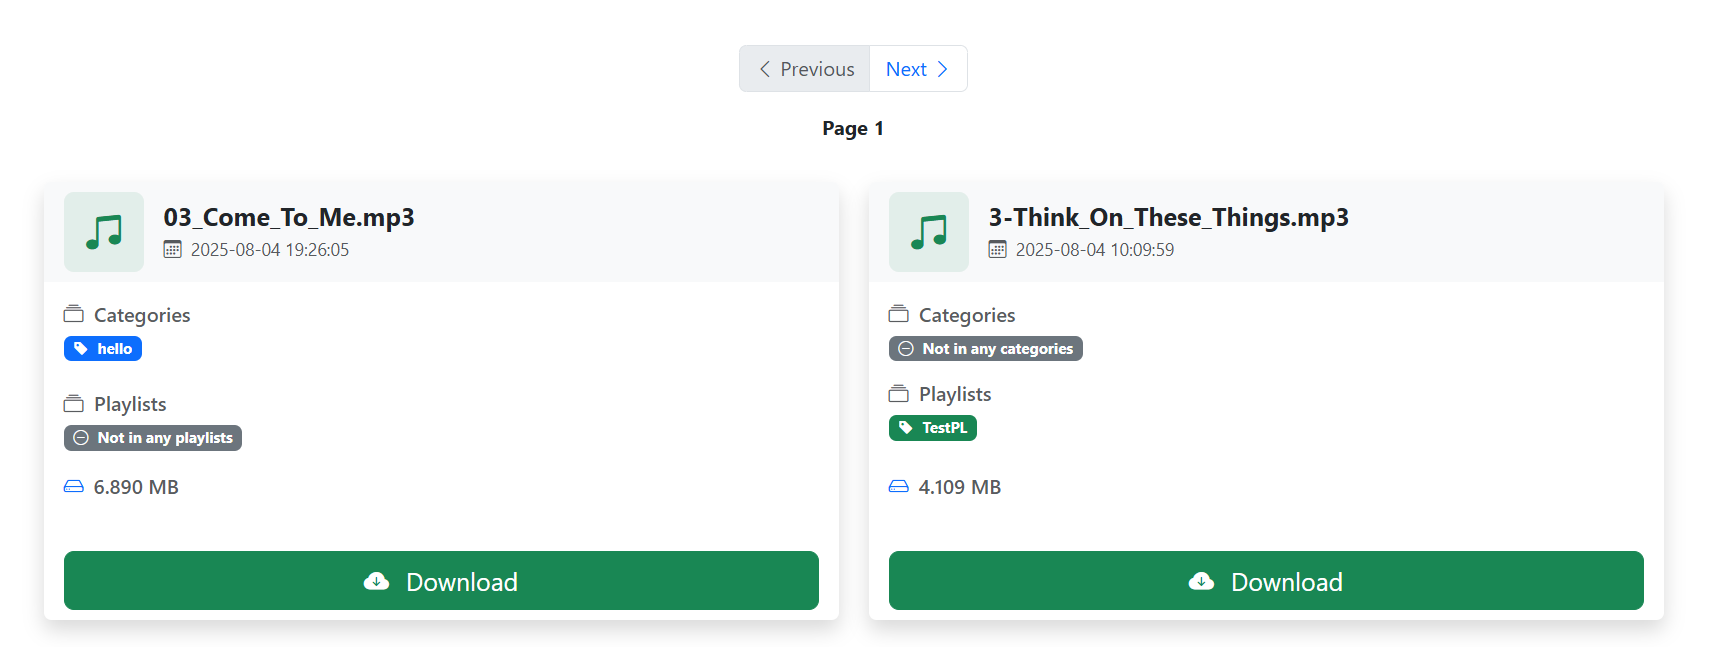 Previous Next
Page 1
03_Come_To_Me.mp3
2025-08-04 19:26:05
Categories
hello
Playlists
Not in any playlists
6.890 MB
Download
3-Think_On_These_Things.mp3
2025-08-04 10:09:59
Categories
Not in any categories
Playlists
TestPL
4.109 MB
Download